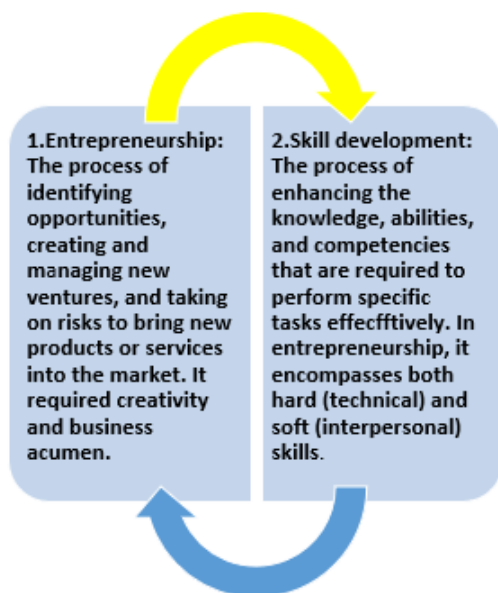 1.Entrepreneurship:
The process of
identifying
opportunities,
creating and
managing new
ventures, and taking
on risks to bring new
products or services
into the market. It
required creativity
and business
acumen.
2.Skill development:
The process of
enhancing the
knowledge, abilities,
and competencies
that are required to
perform specific
tasks effecfftively. In
entrepreneurship, it
encompasses both
hard (technical) and
soft (interpersonal)
skills.